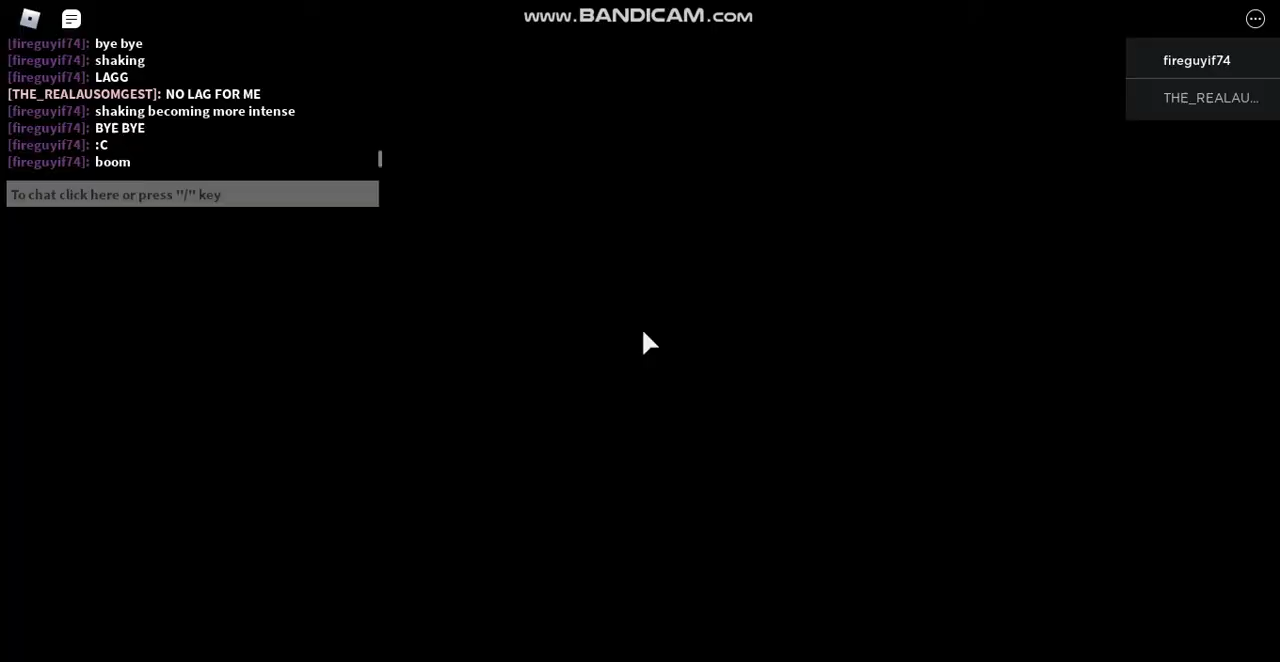 www.BANDICAM.com
[fireguyif74]: bye bye
[fireguyif74]: shaking
[fireguyif74]: LAGG
[THE_REALAUSOMGEST]: NO LAG FOR ME
[fireguyif74]: shaking becoming more intense
[fireguyif74]: BYE BYE
[fireguyif74]: :C
[fireguyif74]: boom
To chat click here or press "/" key
fireguyif74
THE_REALAU...